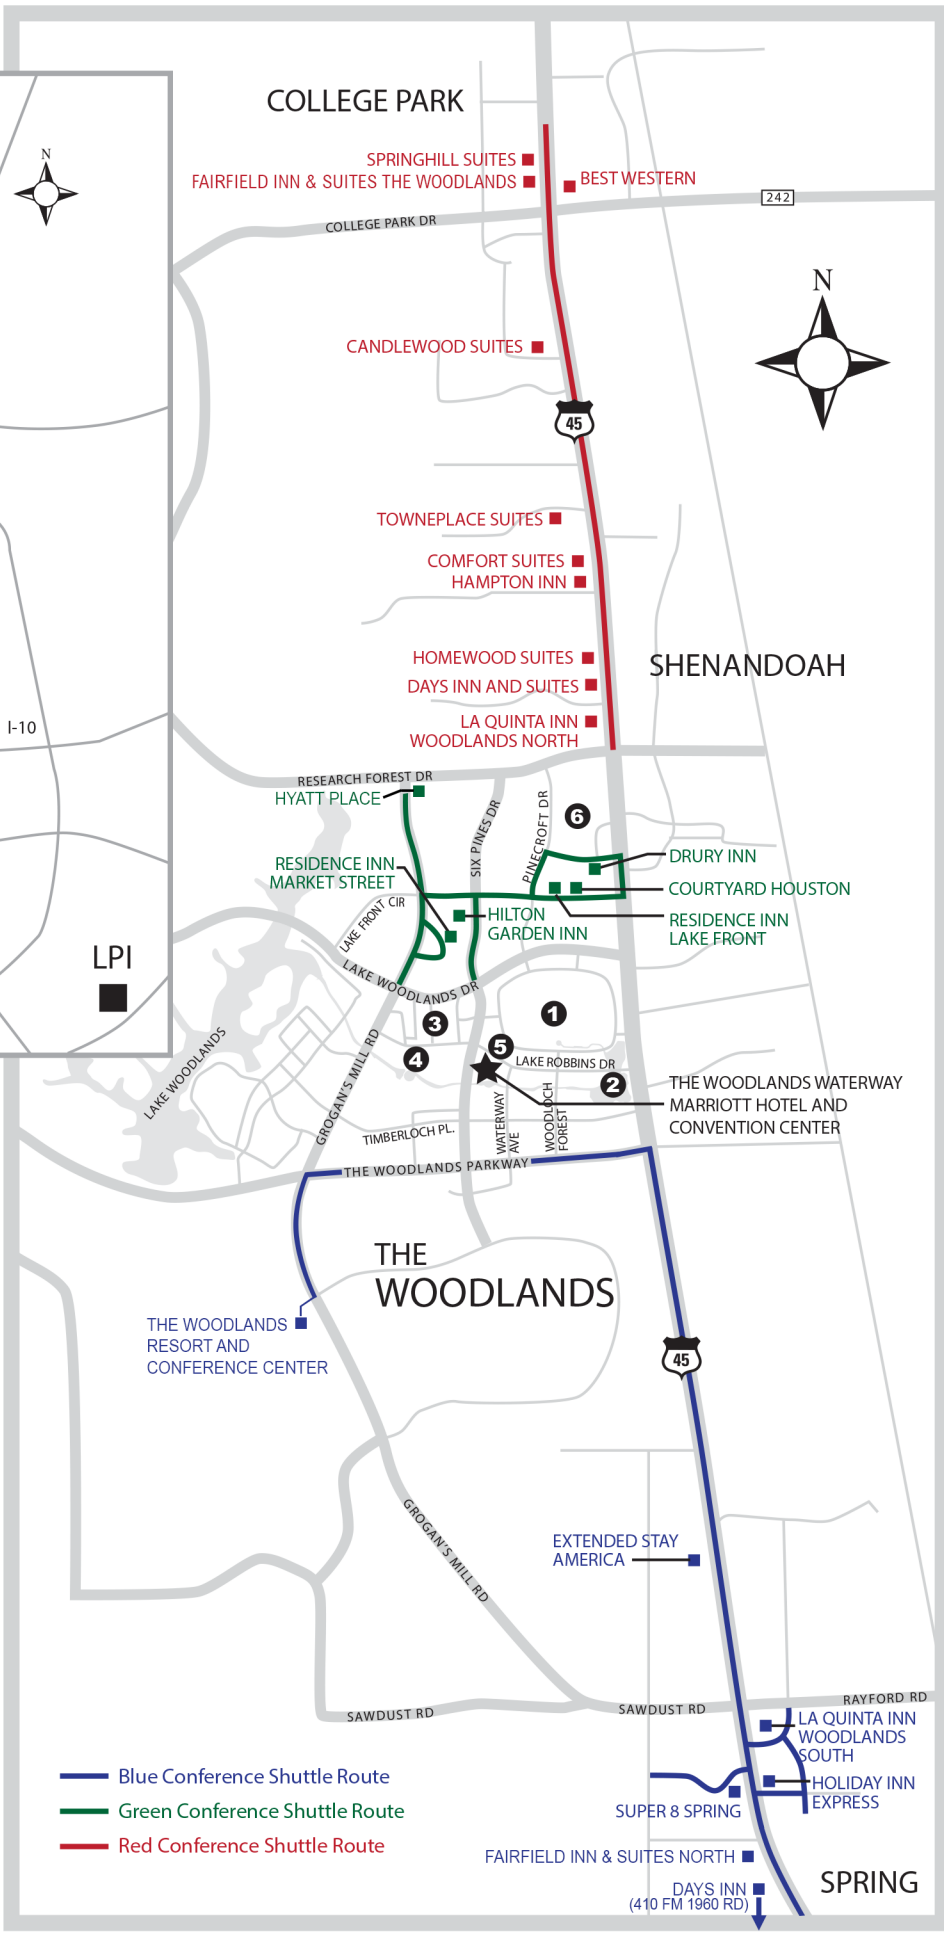 COLLEGE PARK
N
SPRINGHILL SUITES
FAIRFIELD INN & SUITES THE WOODLANDS
BEST WESTERN
242
COLLEGE PARK DR
N
CANDLEWOOD SUITES
45
TOWNEPLACE SUITES
COMFORT SUITES
HAMPTON INN
HOMEWOOD SUITES
SHENANDOAH
DAYS INN AND SUITES
LA QUINTA INN
WOODLANDS NORTH
I-10
RESEARCH FOREST DR
HYATT PLACE
SIX PINES DR
PINECROFT DR
6
RESIDENCE INN
MARKET STREET
DRURY INN
COURTYARD HOUSTON
LAKE FRONT CIR
HILTON
GARDEN INN
RESIDENCE INN
LAKE FRONT
LPI
LAKE WOODLANDS DR
1
3
4
5
LAKE ROBBINS DR
2
LAKE WOODLANDS
GROGAN'S MILL RD
THE WOODLANDS WATERWAY
MARRIOTT HOTEL AND
CONVENTION CENTER
TIMBERLOCH PL.
WATERWAY
AVE
WOODLOCH
FOREST
THE WOODLANDS PARKWAY
THE
WOODLANDS
THE WOODLANDS
RESORT AND
CONFERENCE CENTER
45
GROGAN'S MILL RD
EXTENDED STAY
AMERICA
SAWDUST RD
SAWDUST RD
RAYFORD RD
LA QUINTA INN
WOODLANDS
SOUTH
HOLIDAY INN
EXPRESS
SUPER 8 SPRING
Blue Conference Shuttle Route
Green Conference Shuttle Route
Red Conference Shuttle Route
FAIRFIELD INN & SUITES NORTH
SPRING
DAYS INN
(410 FM 1960 RD)